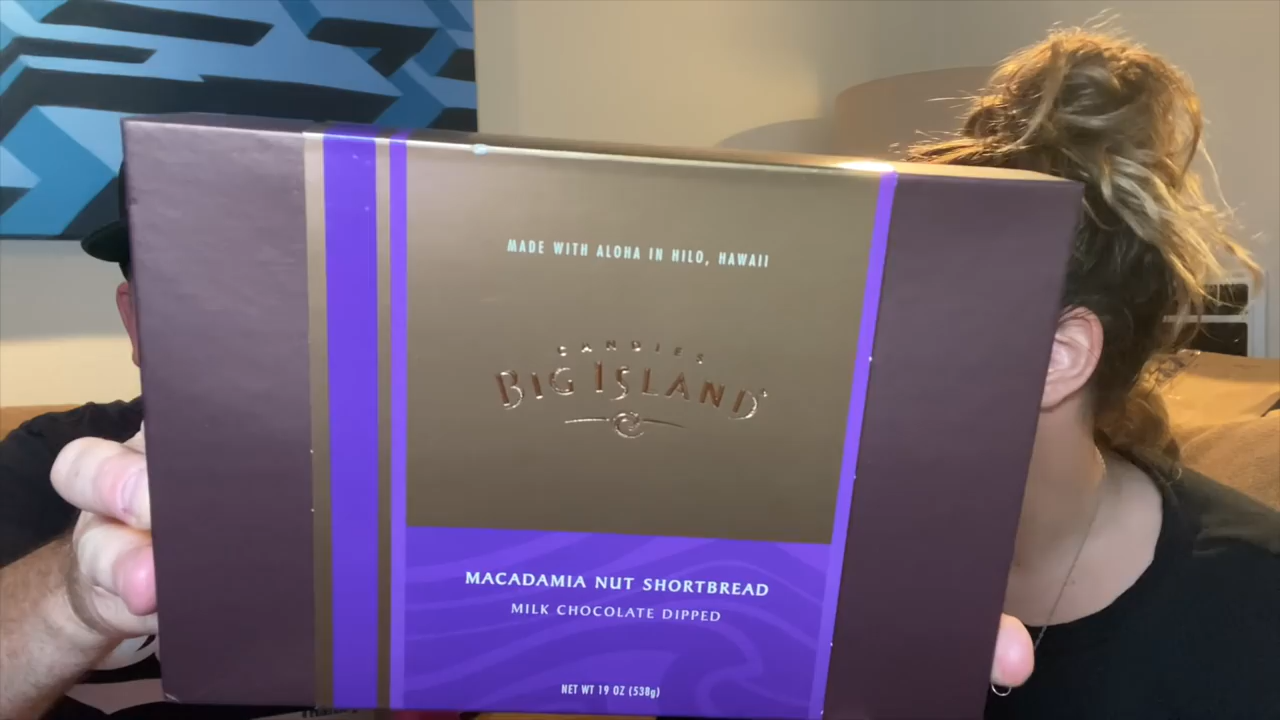 MADE WITH ALOHA IN HILO, HAWAII
CANDIES
BIG ISLAND®
MACADAMIA NUT SHORTBREAD
MILK CHOCOLATE DIPPED
NET WT 19 OZ (538g)